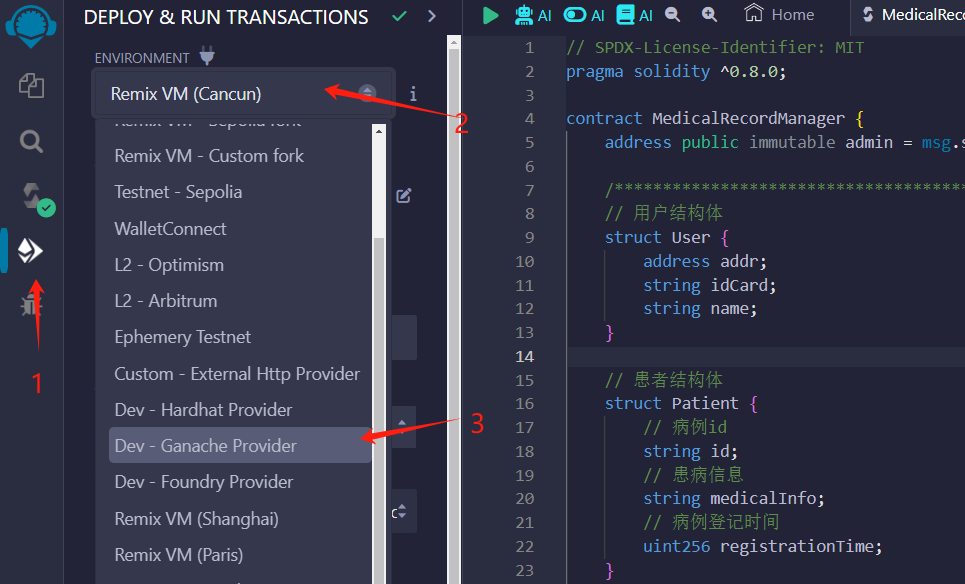 DEPLOY & RUN TRANSACTIONS
ENVIRONMENT
Remix VM (Cancun)
i
2
Remix VM - Sepolia fork
Remix VM - Custom fork
Testnet - Sepolia
WalletConnect
L2 - Optimism
L2 - Arbitrum
Ephemery Testnet
Custom - External Http Provider
Dev - Hardhat Provider
Dev - Ganache Provider
Dev - Foundry Provider
Remix VM (Shanghai)
Remix VM (Paris)
1
3
c
AI
AI
AI
Home
MedicalReco
1 // SPDX-License-Identifier: MIT
2 pragma solidity ^0.8.0;
3
4 contract MedicalRecordManager {
5 address public immutable admin = msg.s
6
7 /*************************************
8 // 用户结构体
9 struct User {
10 address addr;
11 string idCard;
12 string name;
13 }
14
15 // 患者结构体
16 struct Patient {
17 // 病例id
18 string id;
19 // 患病信息
20 string medicalInfo;
21 // 病例登记时间
22 uint256 registrationTime;
23 }